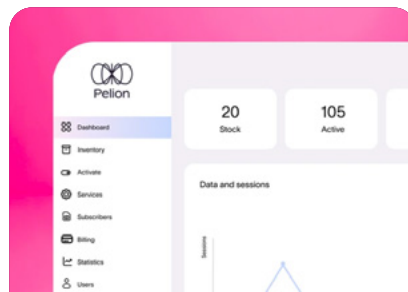 Pelion
Dashboard
Inventory
Activate
Services
Subscribers
Billing
Statistics
Users
20
Stock
105
Active
Data and sessions
Sessions